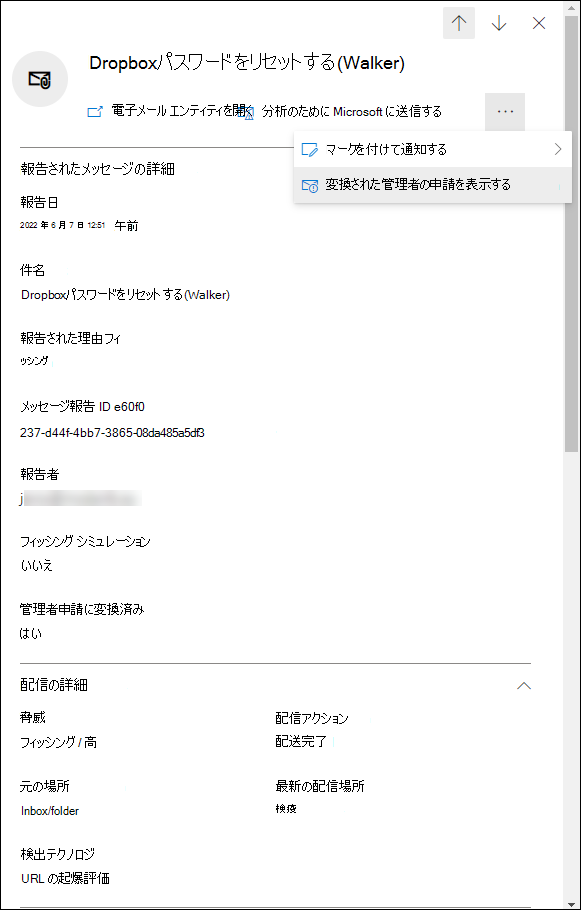 Dropboxパスワードをリセットする(Walker)
電子メール エンティティを開く 分析のために Microsoft に送信する ...
マークを付けて通知する
変換された管理者の申請を表示する
報告されたメッセージの詳細
報告日
2022 年 6 月 7 日 12:51 午前
件名
Dropboxパスワードをリセットする(Walker)
報告された理由フィ
ッシング
メッセージ報告 ID e60f0
237-d44f-4bb7-3865-08da485a5df3
報告者
j
フィッシング シミュレーション
いいえ
管理者申請に変換済み
はい
配信の詳細
脅威 配信アクション
フィッシング / 高 配送完了
元の場所 最新の配信場所
Inbox/folder 検疫
検出テクノロジ
URL の起爆評価